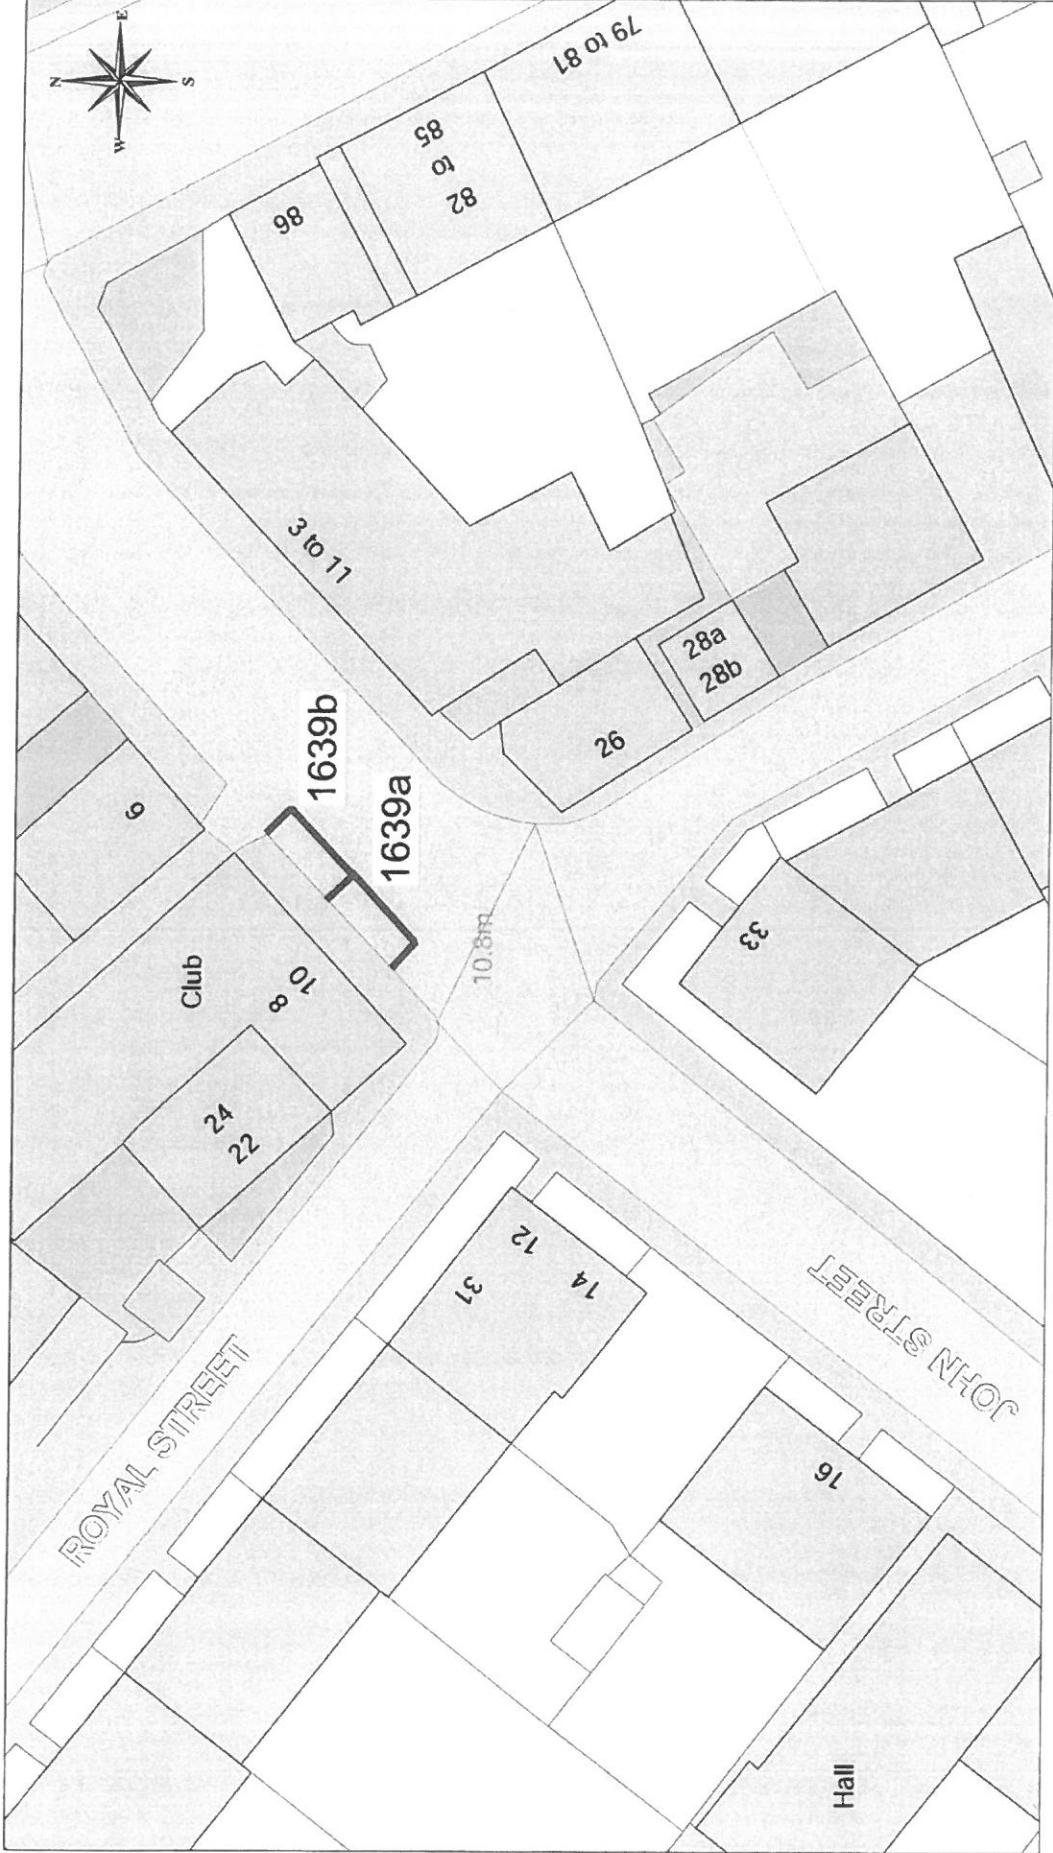 N
E
S
W
79 to 81
82
to
85
86
3 to 11
28a
28b
26
6
1639b
1639a
10.8m
Club
8
10
24
22
33
ROYAL STREET
31
12
14
JOHN STREET
16
Hall